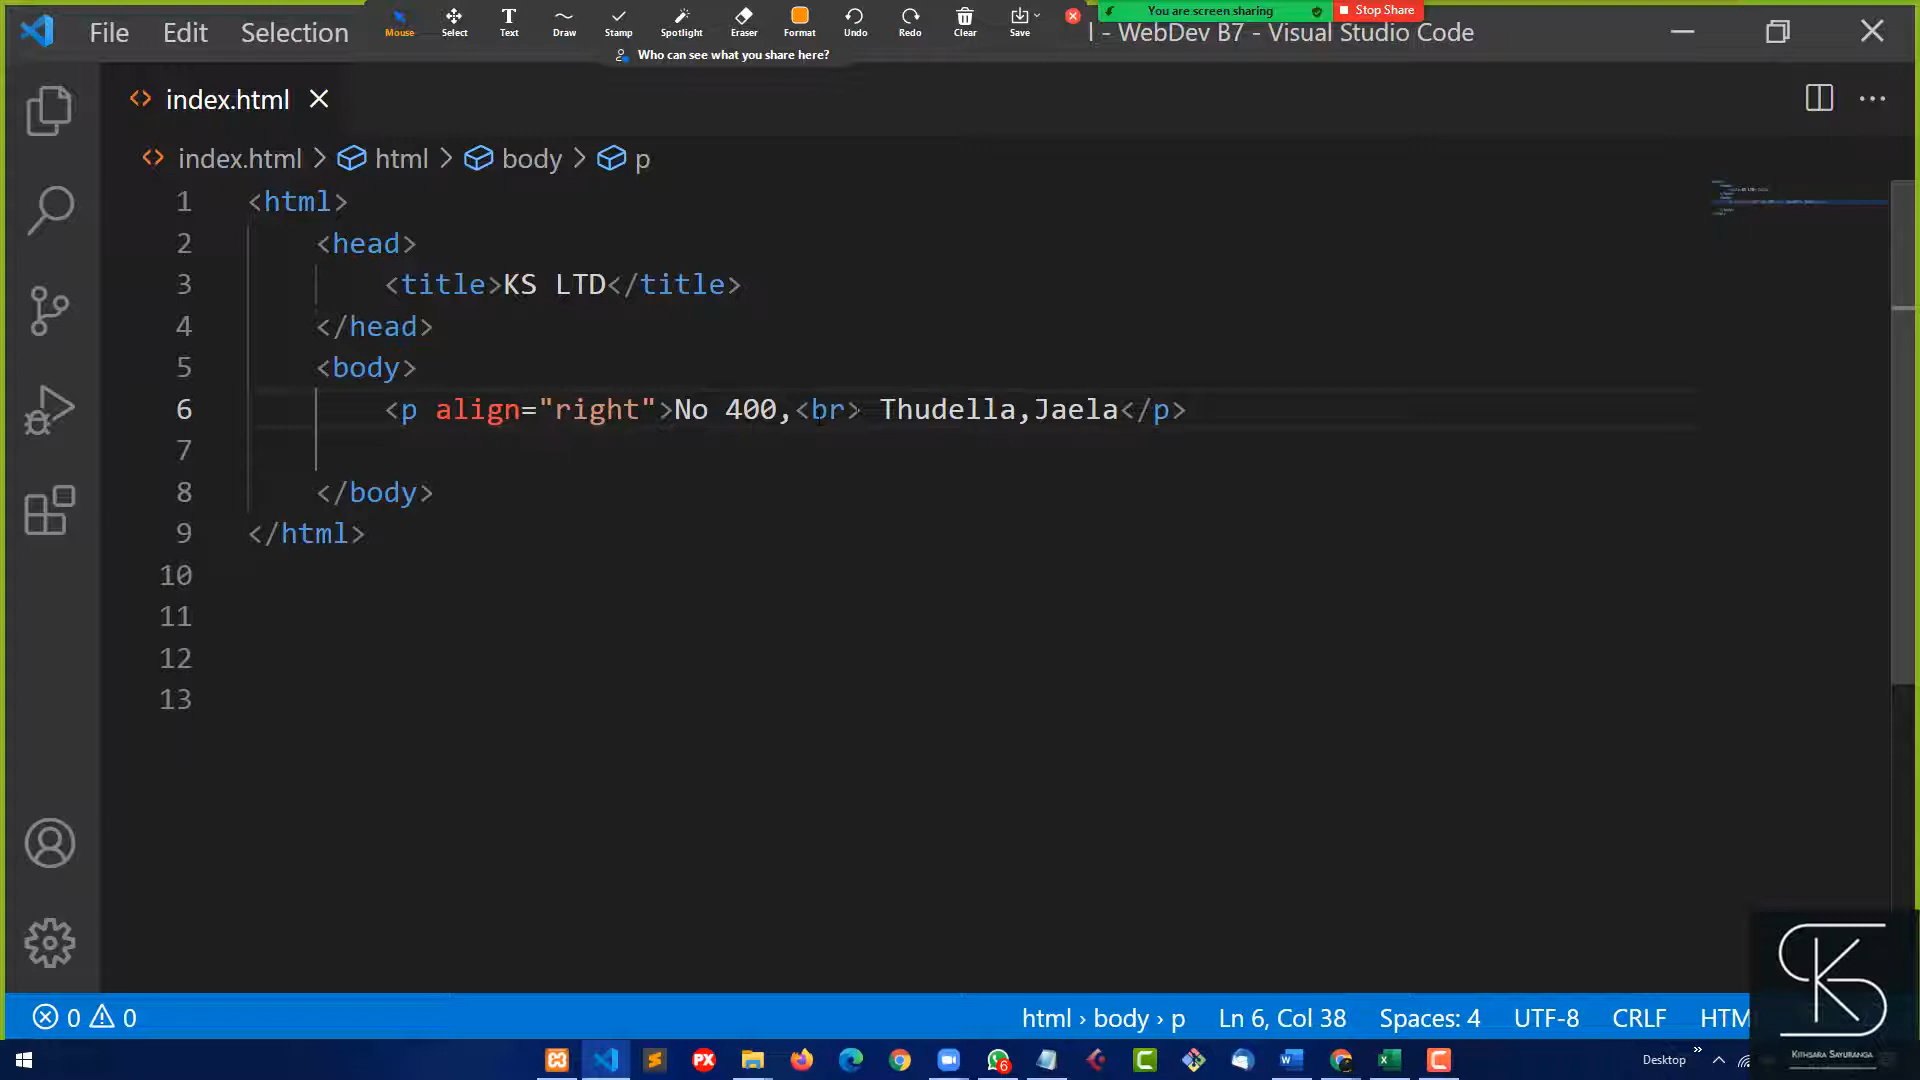 File Edit Selection
Mouse Select Text Draw Stamp Spotlight Eraser Format Undo Redo Clear Save
You are screen sharing Stop Share
Who can see what you share here?
- WebDev B7 - Visual Studio Code
index.html
index.html > html > body > p
1 <html>
2 <head>
3 <title>KS LTD</title>
4 </head>
5 <body>
6 <p align="right">No 400,<br> Thudella,Jaela</p>
7
8 </body>
9 </html>
10
11
12
13
0 0
html › body › p Ln 6, Col 38 Spaces: 4 UTF-8 CRLF HTM
KITHSARA SAYURANGA
PX 6 Desktop